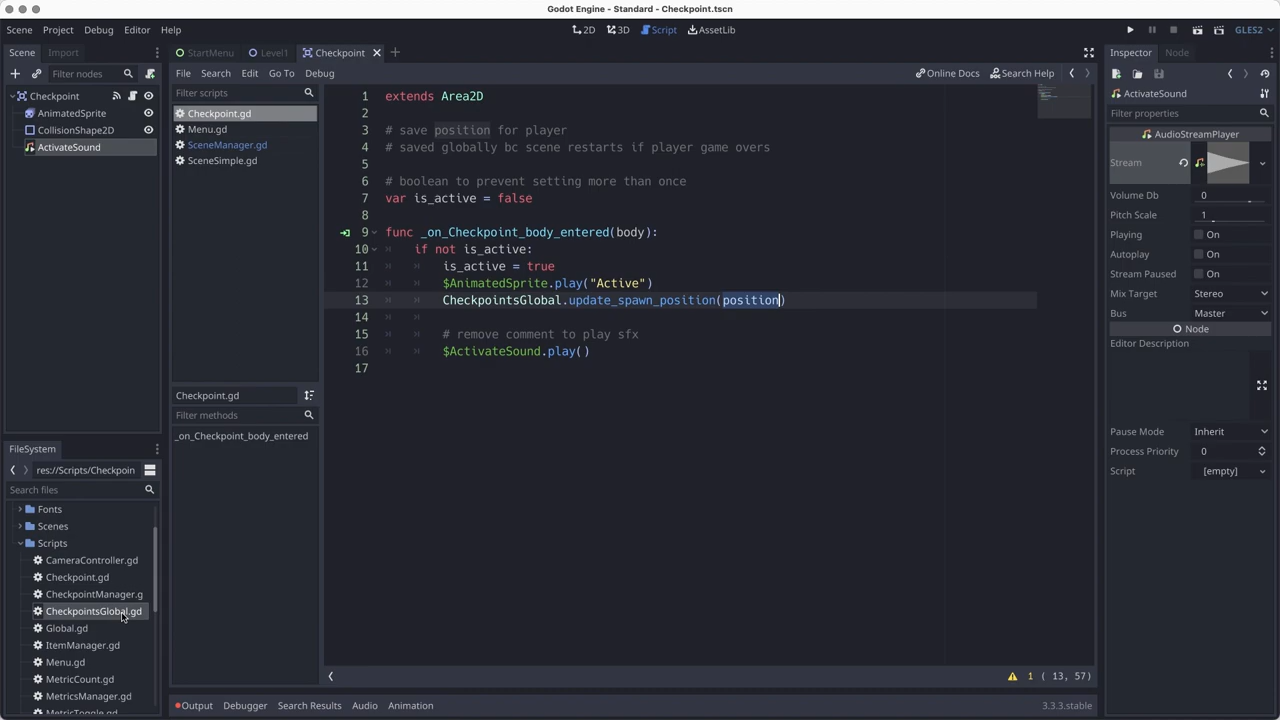 Godot Engine - Standard - Checkpoint.tscn
Scene Project Debug Editor Help
2D 3D Script AssetLib
GLES2
Scene Import
Filter nodes
Checkpoint
AnimatedSprite
CollisionShape2D
ActivateSound
StartMenu Level1 Checkpoint
File Search Edit Go To Debug
Online Docs Search Help
Filter scripts
Checkpoint.gd
Menu.gd
SceneManager.gd
SceneSimple.gd
Checkpoint.gd
Filter methods
_on_Checkpoint_body_entered
1 extends Area2D
2
3 # save position for player
4 # saved globally bc scene restarts if player game overs
5
6 # boolean to prevent setting more than once
7 var is_active = false
8
9 func _on_Checkpoint_body_entered(body):
10 if not is_active:
11 is_active = true
12 $AnimatedSprite.play("Active")
13 CheckpointsGlobal.update_spawn_position(position)
14
15 # remove comment to play sfx
16 $ActivateSound.play()
17
1 ( 13, 57)
FileSystem
res://Scripts/Checkpoin
Search files
Fonts
Scenes
Scripts
CameraController.gd
Checkpoint.gd
CheckpointManager.g
CheckpointsGlobal.gd
Global.gd
ItemManager.gd
Menu.gd
MetricCount.gd
MetricsManager.gd
MetricToggle.gd
Output Debugger Search Results Audio Animation
3.3.3.stable
Inspector Node
ActivateSound
Filter properties
AudioStreamPlayer
Stream
Volume Db 0
Pitch Scale 1
Playing On
Autoplay On
Stream Paused On
Mix Target Stereo
Bus Master
Node
Editor Description
Pause Mode Inherit
Process Priority 0
Script [empty]